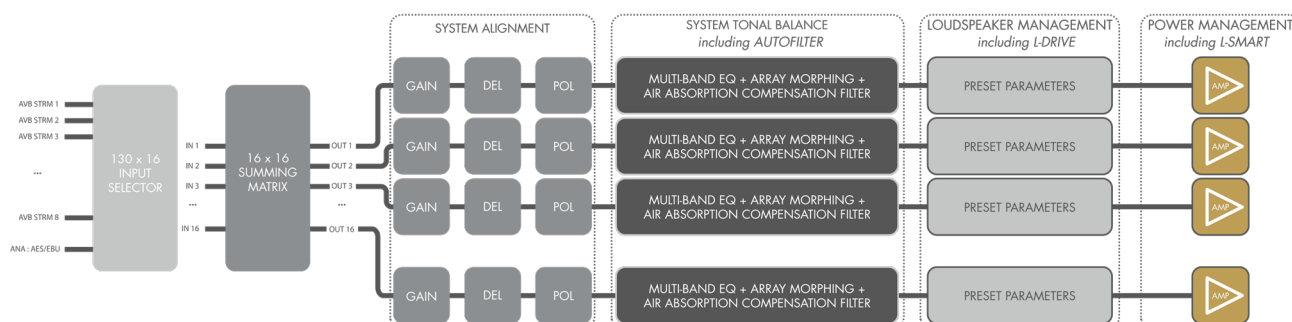 SYSTEM ALIGNMENT
SYSTEM TONAL BALANCE
including AUTOFILTER
LOUDSPEAKER MANAGEMENT
including L-DRIVE
POWER MANAGEMENT
including L-SMART
AVB STRM 1
AVB STRM 2
AVB STRM 3
...
AVB STRM 8
ANA : AES/EBU
130 x 16
INPUT
SELECTOR
IN 1
IN 2
IN 3
...
IN 16
16 x 16
SUMMING
MATRIX
OUT 1
OUT 2
OUT 3
...
OUT 16
GAIN
DEL
POL
MULTI-BAND EQ + ARRAY MORPHING +
AIR ABSORPTION COMPENSATION FILTER
PRESET PARAMETERS
AMP
GAIN
DEL
POL
MULTI-BAND EQ + ARRAY MORPHING +
AIR ABSORPTION COMPENSATION FILTER
PRESET PARAMETERS
AMP
GAIN
DEL
POL
MULTI-BAND EQ + ARRAY MORPHING +
AIR ABSORPTION COMPENSATION FILTER
PRESET PARAMETERS
AMP
GAIN
DEL
POL
MULTI-BAND EQ + ARRAY MORPHING +
AIR ABSORPTION COMPENSATION FILTER
PRESET PARAMETERS
AMP